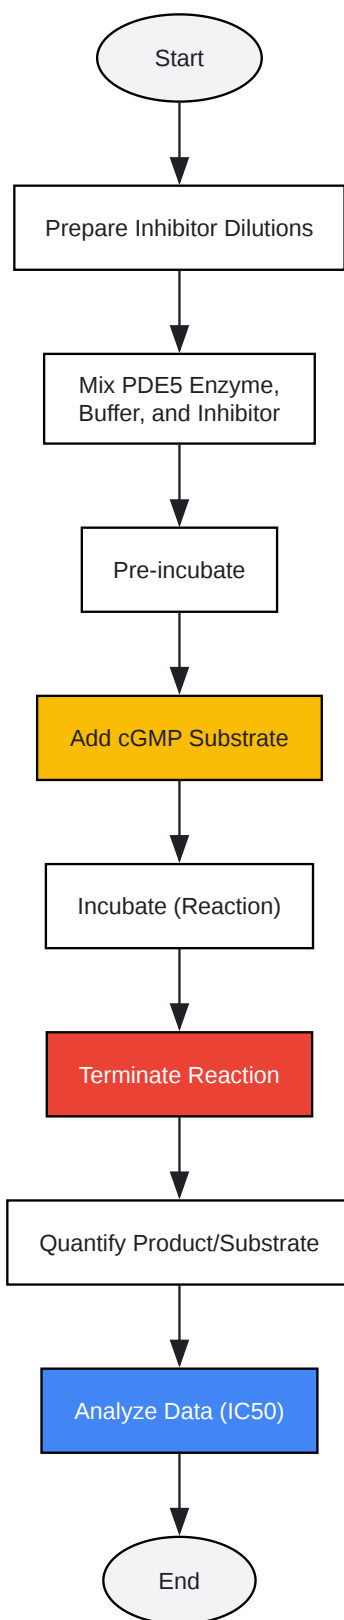 Start
Prepare Inhibitor Dilutions
Mix PDE5 Enzyme,
Buffer, and Inhibitor
Pre-incubate
Add cGMP Substrate
Incubate (Reaction)
Terminate Reaction
Quantify Product/Substrate
Analyze Data (IC50)
End